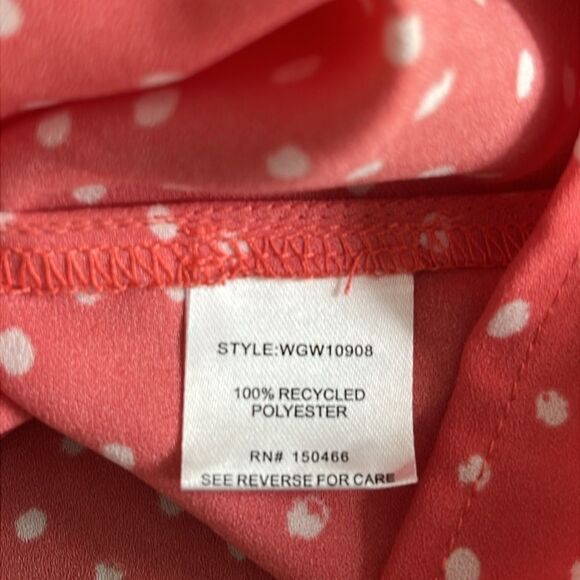 STYLE:WGW10908
100% RECYCLED
POLYESTER
RN# 150466
SEE REVERSE FOR CARE